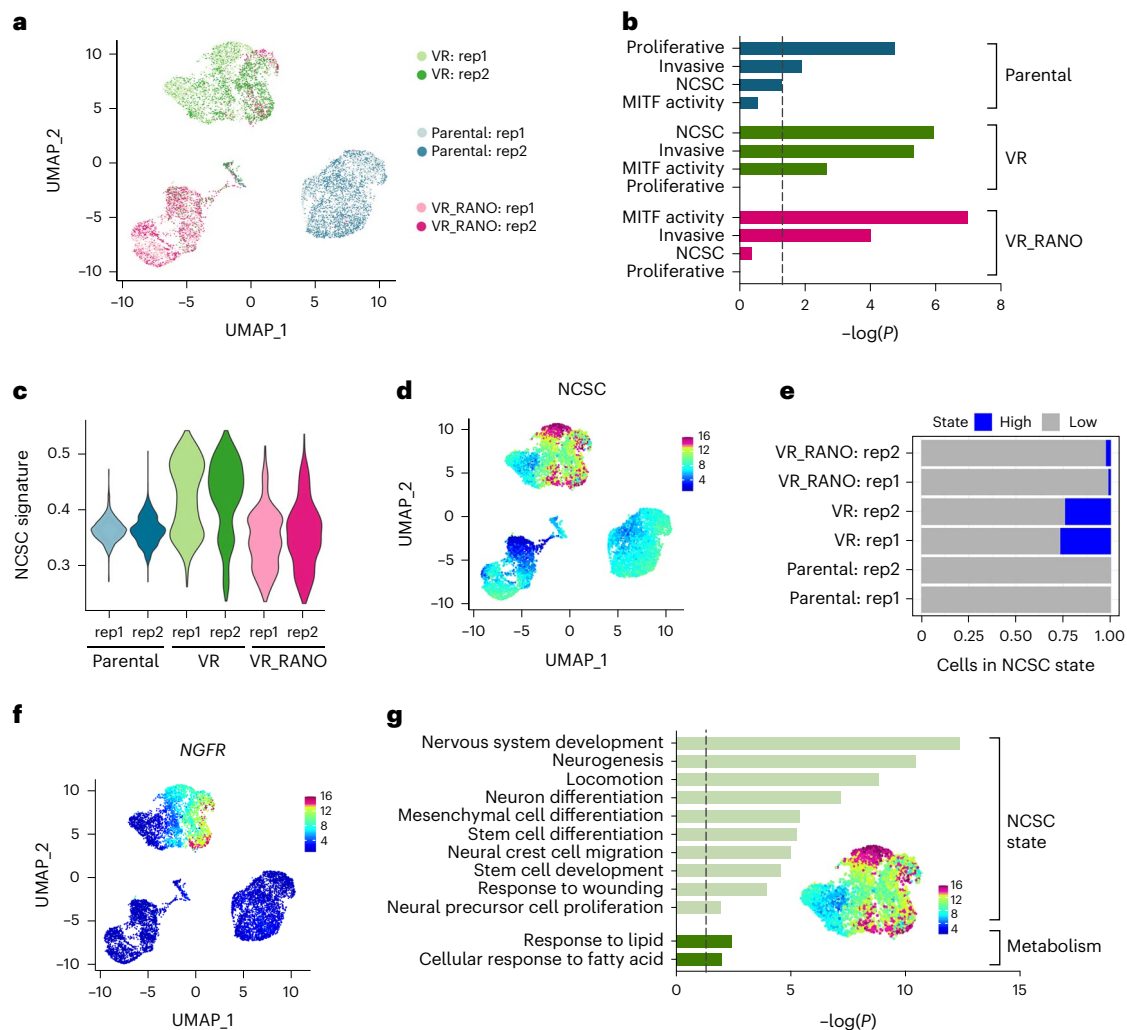 a
10
5
0
−5
−10
UMAP_2
−10 −5 0 5 10
UMAP_1
VR: rep1
VR: rep2
Parental: rep1
Parental: rep2
VR_RANO: rep1
VR_RANO: rep2
b
Proliferative
Invasive
NCSC
MITF activity
Parental
NCSC
Invasive
MITF activity
Proliferative
VR
MITF activity
Invasive
NCSC
Proliferative
VR_RANO
0 2 4 6 8
−log(P)
c
NCSC signature
0.5
0.4
0.3
rep1 rep2 rep1 rep2 rep1 rep2
Parental VR VR_RANO
d
NCSC
10
5
0
−5
−10
UMAP_2
−10 −5 0 5 10
UMAP_1
16
12
8
4
e
State High Low
VR_RANO: rep2
VR_RANO: rep1
VR: rep2
VR: rep1
Parental: rep2
Parental: rep1
0 0.25 0.50 0.75 1.00
Cells in NCSC state
f
NGFR
10
5
0
−5
−10
UMAP_2
−10 −5 0 5 10
UMAP_1
16
12
8
4
g
Nervous system development
Neurogenesis
Locomotion
Neuron differentiation
Mesenchymal cell differentiation
Stem cell differentiation
Neural crest cell migration
Stem cell development
Response to wounding
Neural precursor cell proliferation
NCSC
state
16
12
8
4
Response to lipid
Cellular response to fatty acid
Metabolism
0 5 10 15
−log(P)